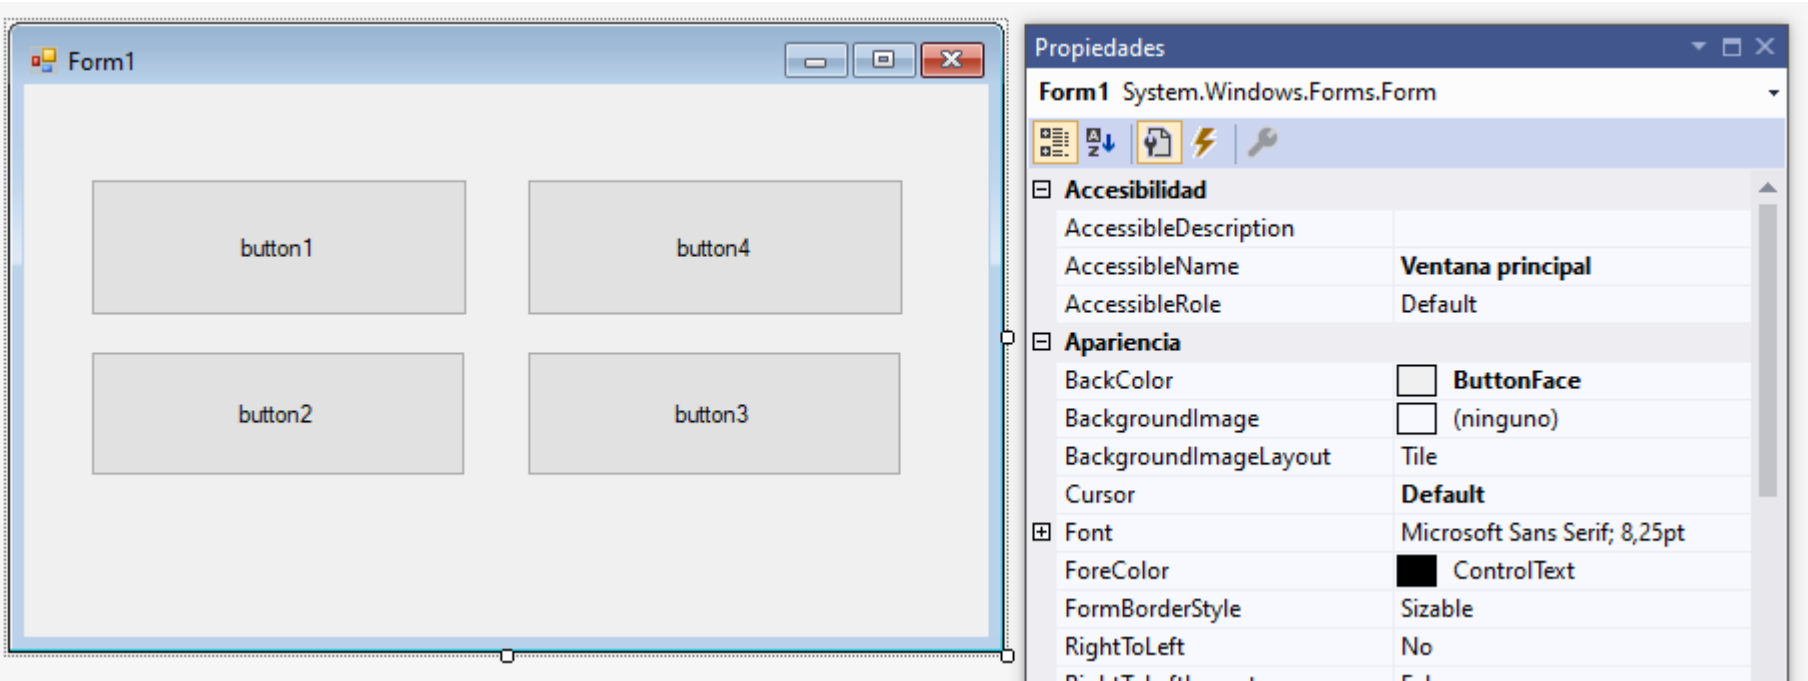 Form1
button1
button4
button2
button3
Propiedades
Form1 System.Windows.Forms.Form
Accesibilidad
AccessibleDescription
AccessibleName Ventana principal
AccessibleRole Default
Apariencia
BackColor ButtonFace
BackgroundImage (ninguno)
BackgroundImageLayout Tile
Cursor Default
Font Microsoft Sans Serif; 8,25pt
ForeColor ControlText
FormBorderStyle Sizable
RightToLeft No